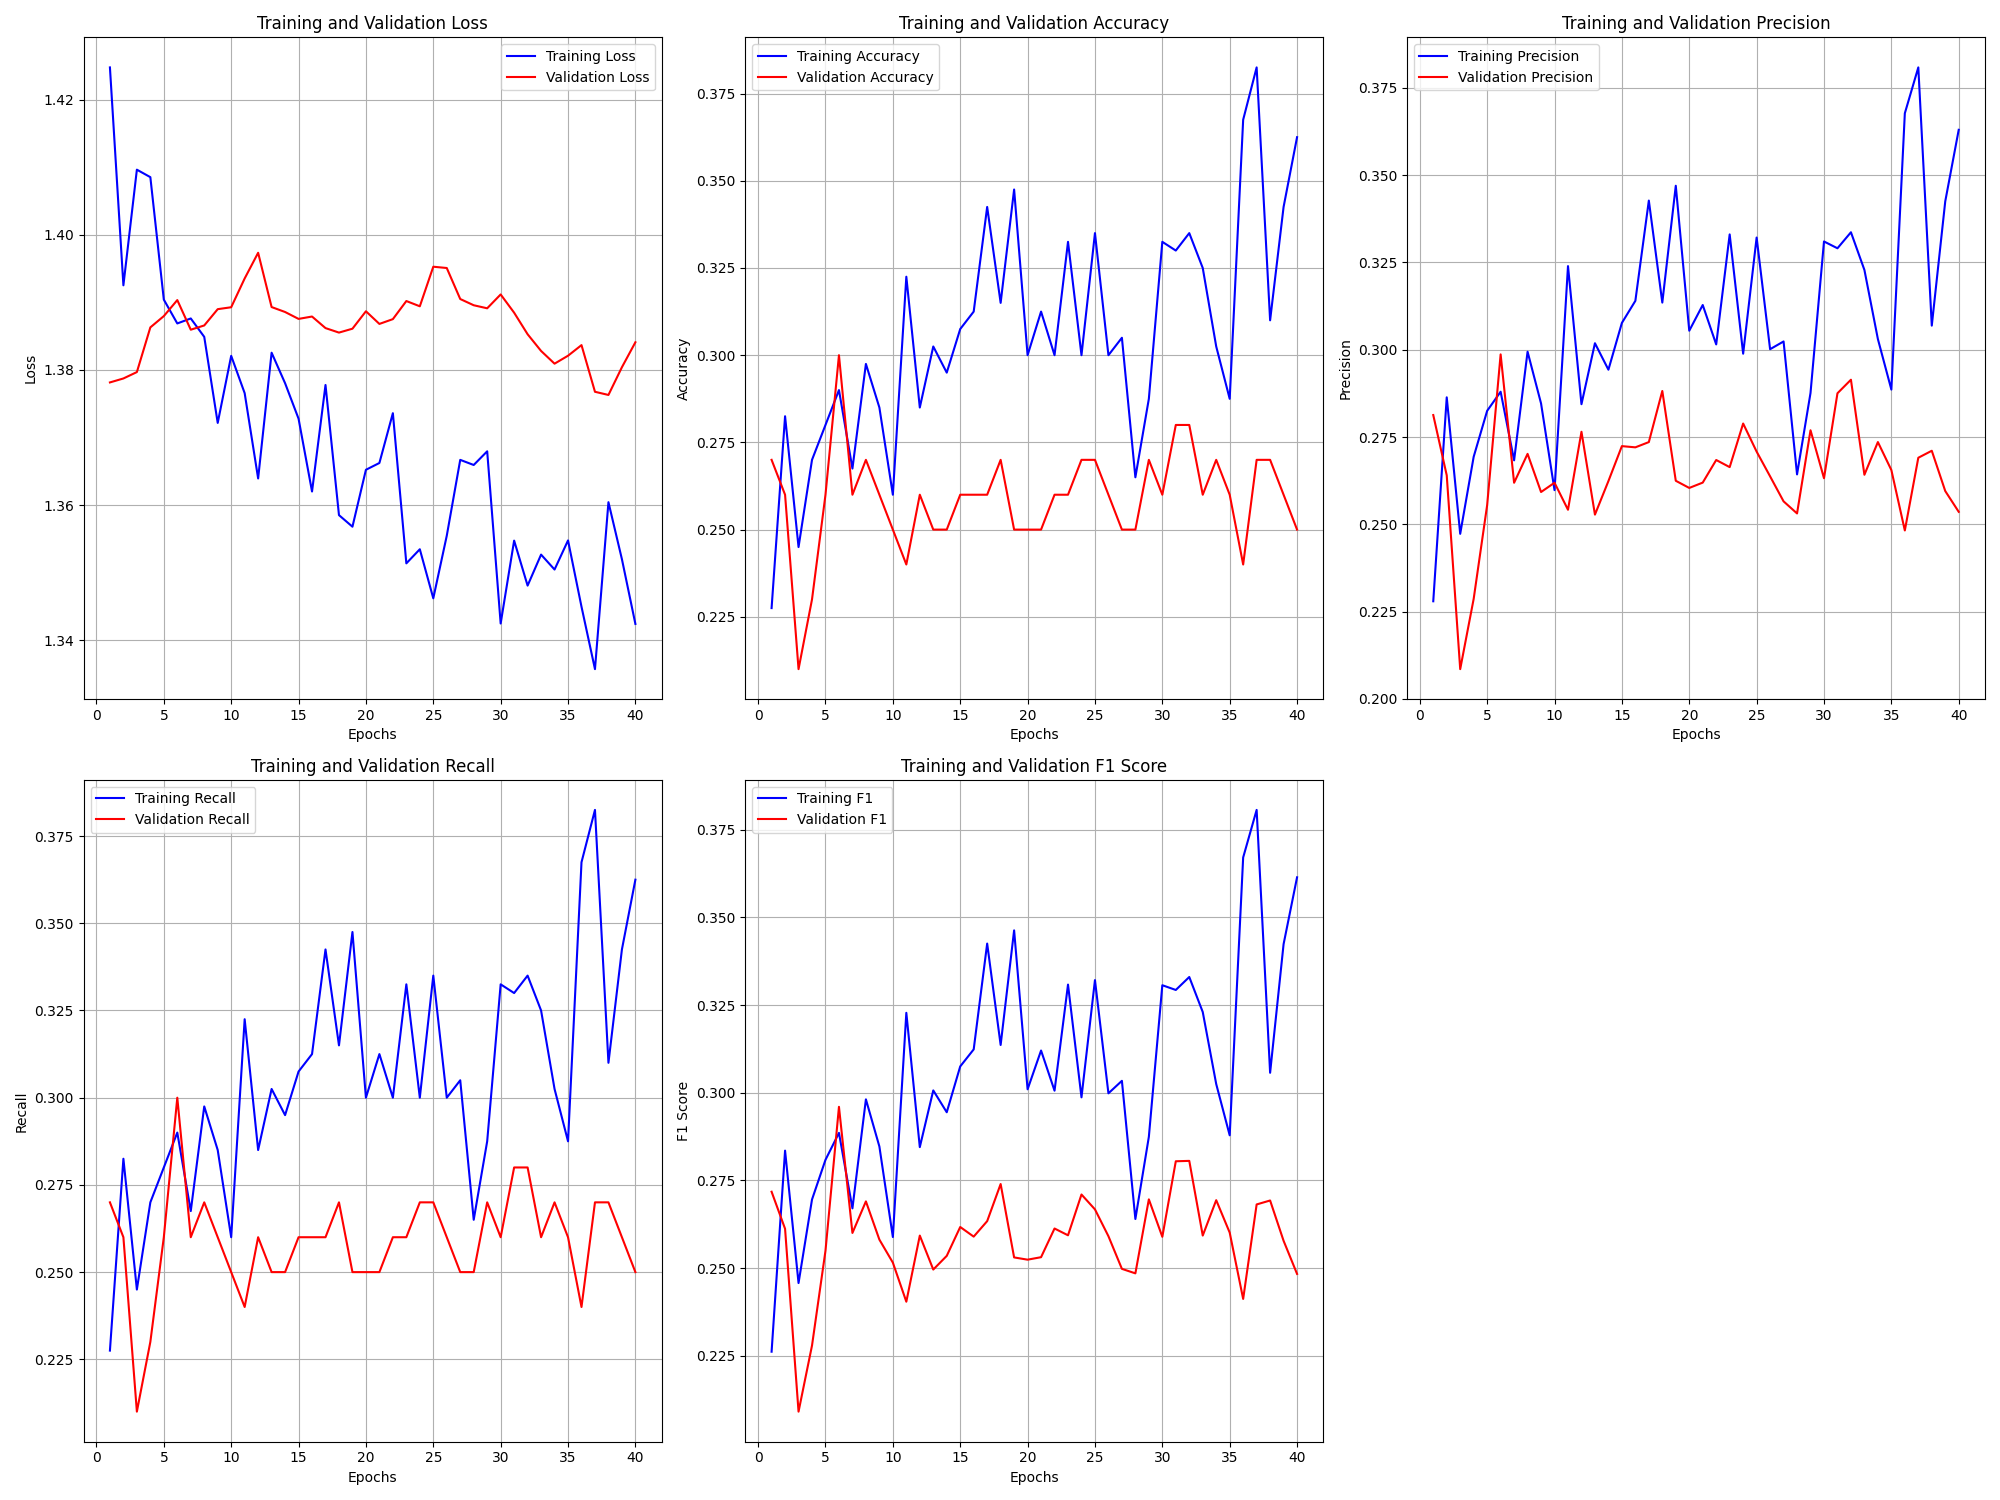 Training and Validation Loss
Training Loss
Validation Loss
1.42
1.40
1.38
1.36
1.34
Loss
0 5 10 15 20 25 30 35 40
Epochs
Training and Validation Accuracy
Training Accuracy
Validation Accuracy
0.375
0.350
0.325
0.300
0.275
0.250
0.225
Accuracy
0 5 10 15 20 25 30 35 40
Epochs
Training and Validation Precision
Training Precision
Validation Precision
0.375
0.350
0.325
0.300
0.275
0.250
0.225
0.200
Precision
0 5 10 15 20 25 30 35 40
Epochs
Training and Validation Recall
Training Recall
Validation Recall
0.375
0.350
0.325
0.300
0.275
0.250
0.225
Recall
0 5 10 15 20 25 30 35 40
Epochs
Training and Validation F1 Score
Training F1
Validation F1
0.375
0.350
0.325
0.300
0.275
0.250
0.225
F1 Score
0 5 10 15 20 25 30 35 40
Epochs